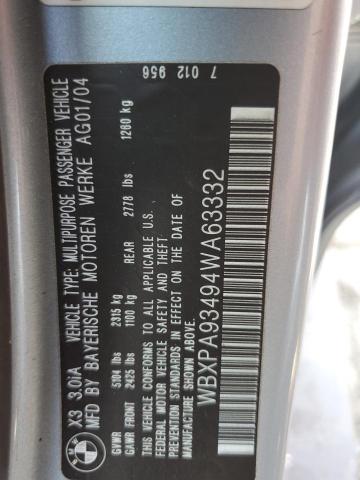 BMW
X3 3.0iA VEHICLE TYPE: MULTIPURPOSE PASSENGER VEHICLE
MFD BY BAYERISCHE MOTOREN WERKE AG 01/04
GVWR 5104 lbs 2315 kg
GAWR FRONT 2425 lbs 1100 kg REAR 2778 lbs 1260 kg
THIS VEHICLE CONFORMS TO ALL APPLICABLE U.S.
FEDERAL MOTOR VEHICLE SAFETY AND THEFT
PREVENTION STANDARDS IN EFFECT ON THE DATE OF
MANUFACTURE SHOWN ABOVE.
WBXPA93494WA63332
7 012 956